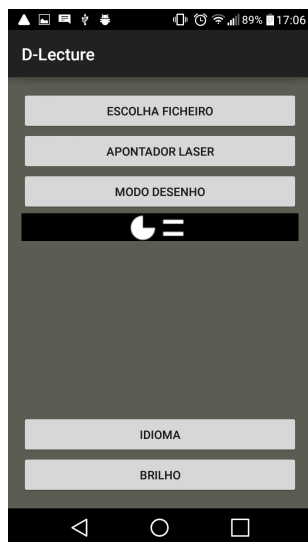 89% 17:06
D-Lecture
ESCOLHA FICHEIRO
APONTADOR LASER
MODO DESENHO
IDIOMA
BRILHO